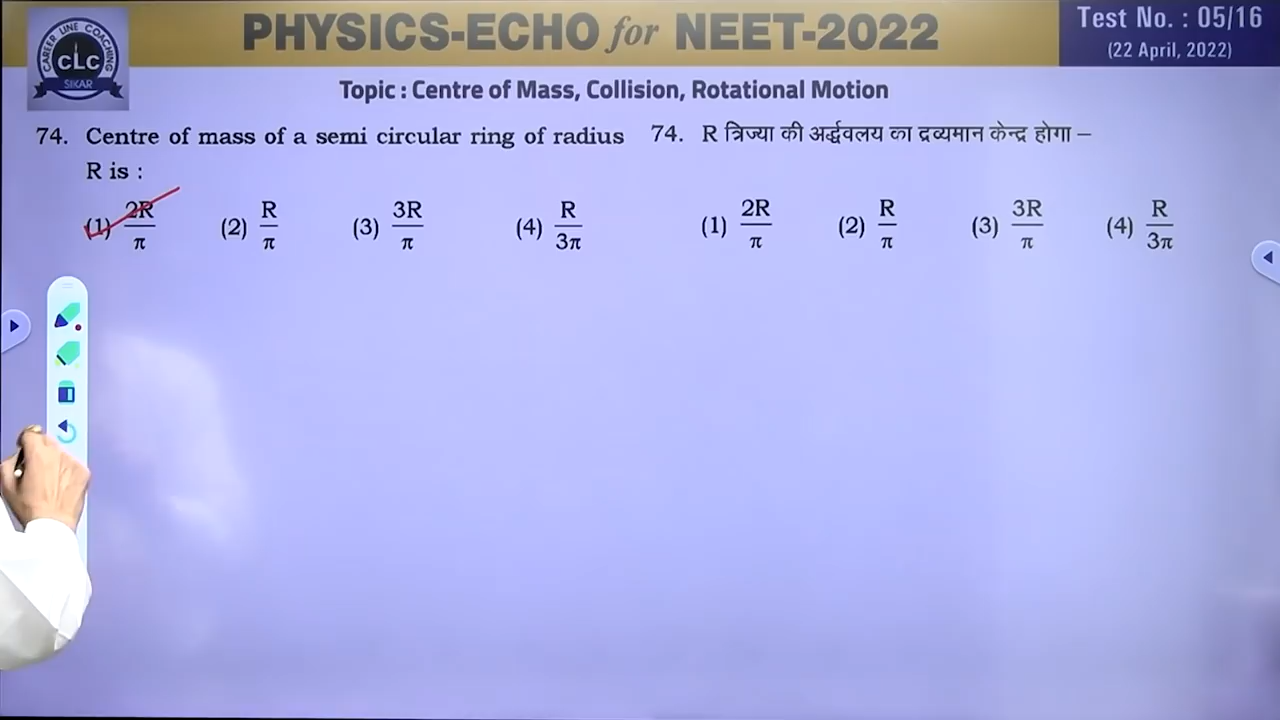 CAREER LINE COACHING
CLC
SIKAR
PHYSICS-ECHO for NEET-2022
Test No. : 05/16
(22 April, 2022)
Topic : Centre of Mass, Collision, Rotational Motion
74. Centre of mass of a semi circular ring of radius
R is :
(1) 2R/π (2) R/π (3) 3R/π (4) R/3π
74. R त्रिज्या की अर्द्धवलय का द्रव्यमान केन्द्र होगा –
(1) 2R/π (2) R/π (3) 3R/π (4) R/3π